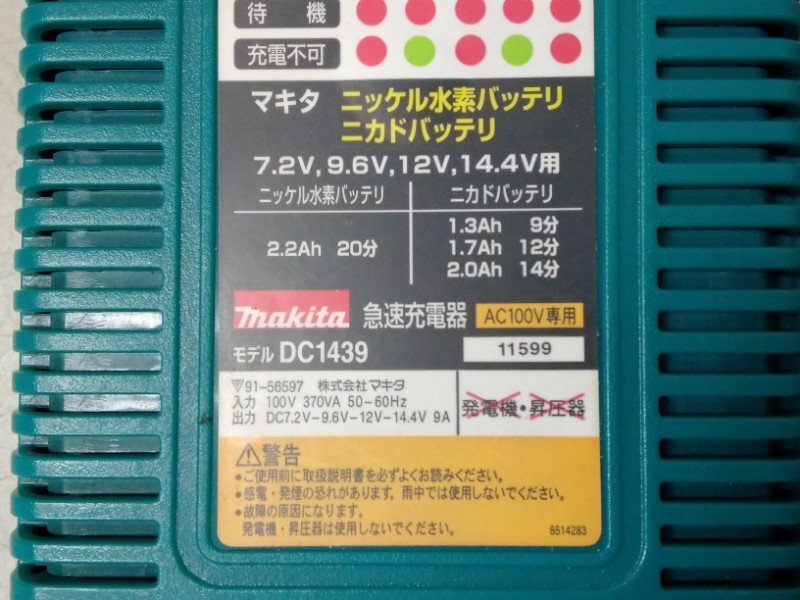 待機
充電不可
マキタ ニッケル水素バッテリ
ニカドバッテリ
7.2V, 9.6V, 12V, 14.4V用
ニッケル水素バッテリ ニカドバッテリ
1.3Ah 9分
2.2Ah 20分 1.7Ah 12分
2.0Ah 14分
makita 急速充電器 AC100V専用
モデル DC1439 11599
91-56597 株式会社マキタ
入力 100V 370VA 50-60Hz
出力 DC7.2V-9.6V-12V-14.4V 9A
発電機・昇圧器
警告
•ご使用前に取扱説明書を必ずよくお読みください。
•感電・発煙の恐れがあります。雨中では使用しないでください。
•故障の原因になります。
発電機・昇圧器は使用しないでください。 8514283